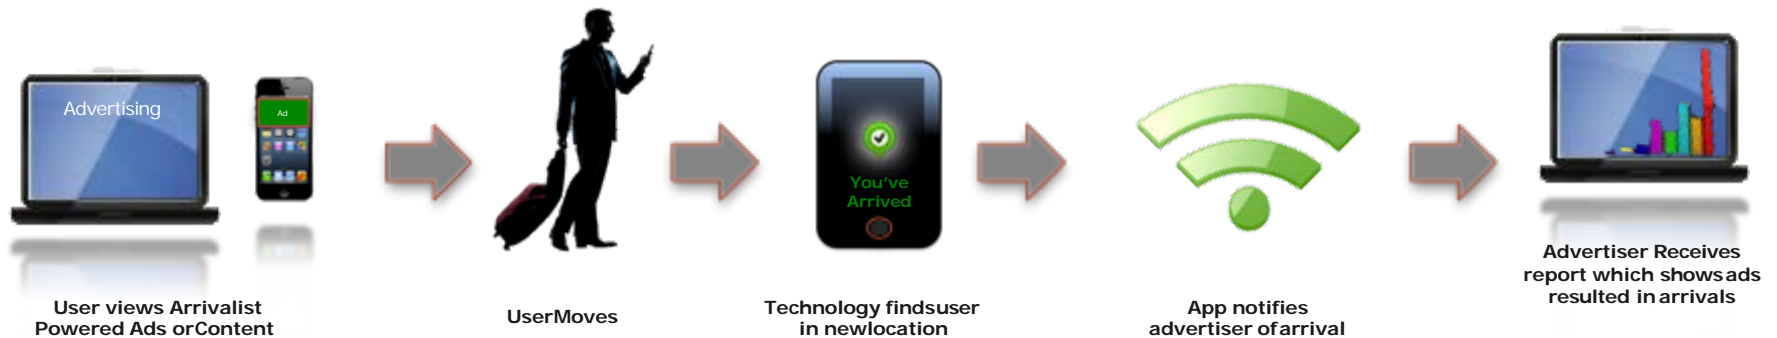 Advertising
Ad
You've
Arrived
User views Arrivalist
Powered Ads orContent
UserMoves
Technology findsuser
in newlocation
App notifies
advertiser ofarrival
Advertiser Receives
report which showsads
resulted in arrivals